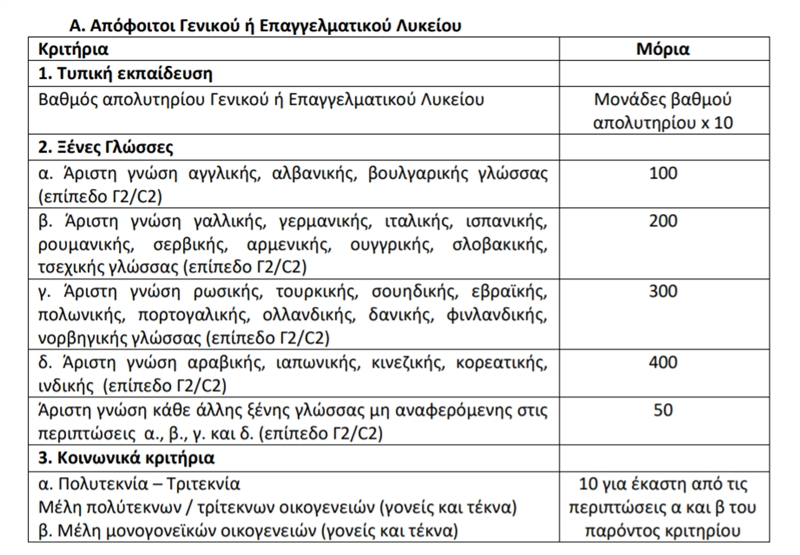 Α. Απόφοιτοι Γενικού ή Επαγγελματικού Λυκείου
Κριτήρια Μόρια
1. Τυπική εκπαίδευση
Βαθμός απολυτηρίου Γενικού ή Επαγγελματικού Λυκείου Μονάδες βαθμού
απολυτηρίου x 10
2. Ξένες Γλώσσες
α. Άριστη γνώση αγγλικής, αλβανικής, βουλγαρικής γλώσσας 100
(επίπεδο Γ2/C2)
β. Άριστη γνώση γαλλικής, γερμανικής, ιταλικής, ισπανικής, 200
ρουμανικής, σερβικής, αρμενικής, ουγγρικής, σλοβακικής,
τσεχικής γλώσσας (επίπεδο Γ2/C2)
γ. Άριστη γνώση ρωσικής, τουρκικής, σουηδικής, εβραϊκής, 300
πολωνικής, πορτογαλικής, ολλανδικής, δανικής, φινλανδικής,
νορβηγικής γλώσσας (επίπεδο Γ2/C2)
δ. Άριστη γνώση αραβικής, ιαπωνικής, κινεζικής, κορεατικής, 400
ινδικής (επίπεδο Γ2/C2)
Άριστη γνώση κάθε άλλης ξένης γλώσσας μη αναφερόμενης στις 50
περιπτώσεις α., β., γ. και δ. (επίπεδο Γ2/C2)
3. Κοινωνικά κριτήρια
α. Πολυτεκνία – Τριτεκνία 10 για έκαστη από τις
Μέλη πολύτεκνων / τρίτεκνων οικογενειών (γονείς και τέκνα) περιπτώσεις α και β του
β. Μέλη μονογονεϊκών οικογενειών (γονείς και τέκνα) παρόντος κριτηρίου